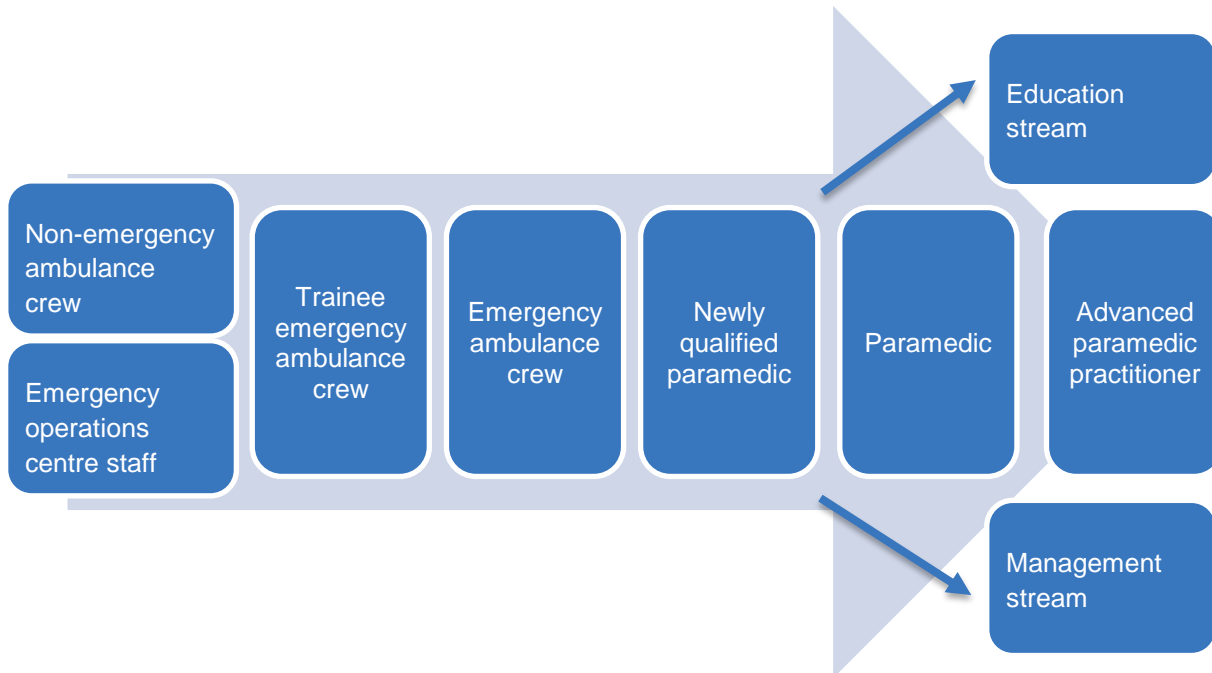 Non-emergency
ambulance
crew
Emergency
operations
centre staff
Trainee
emergency
ambulance
crew
Emergency
ambulance
crew
Newly
qualified
paramedic
Paramedic
Education
stream
Advanced
paramedic
practitioner
Management
stream